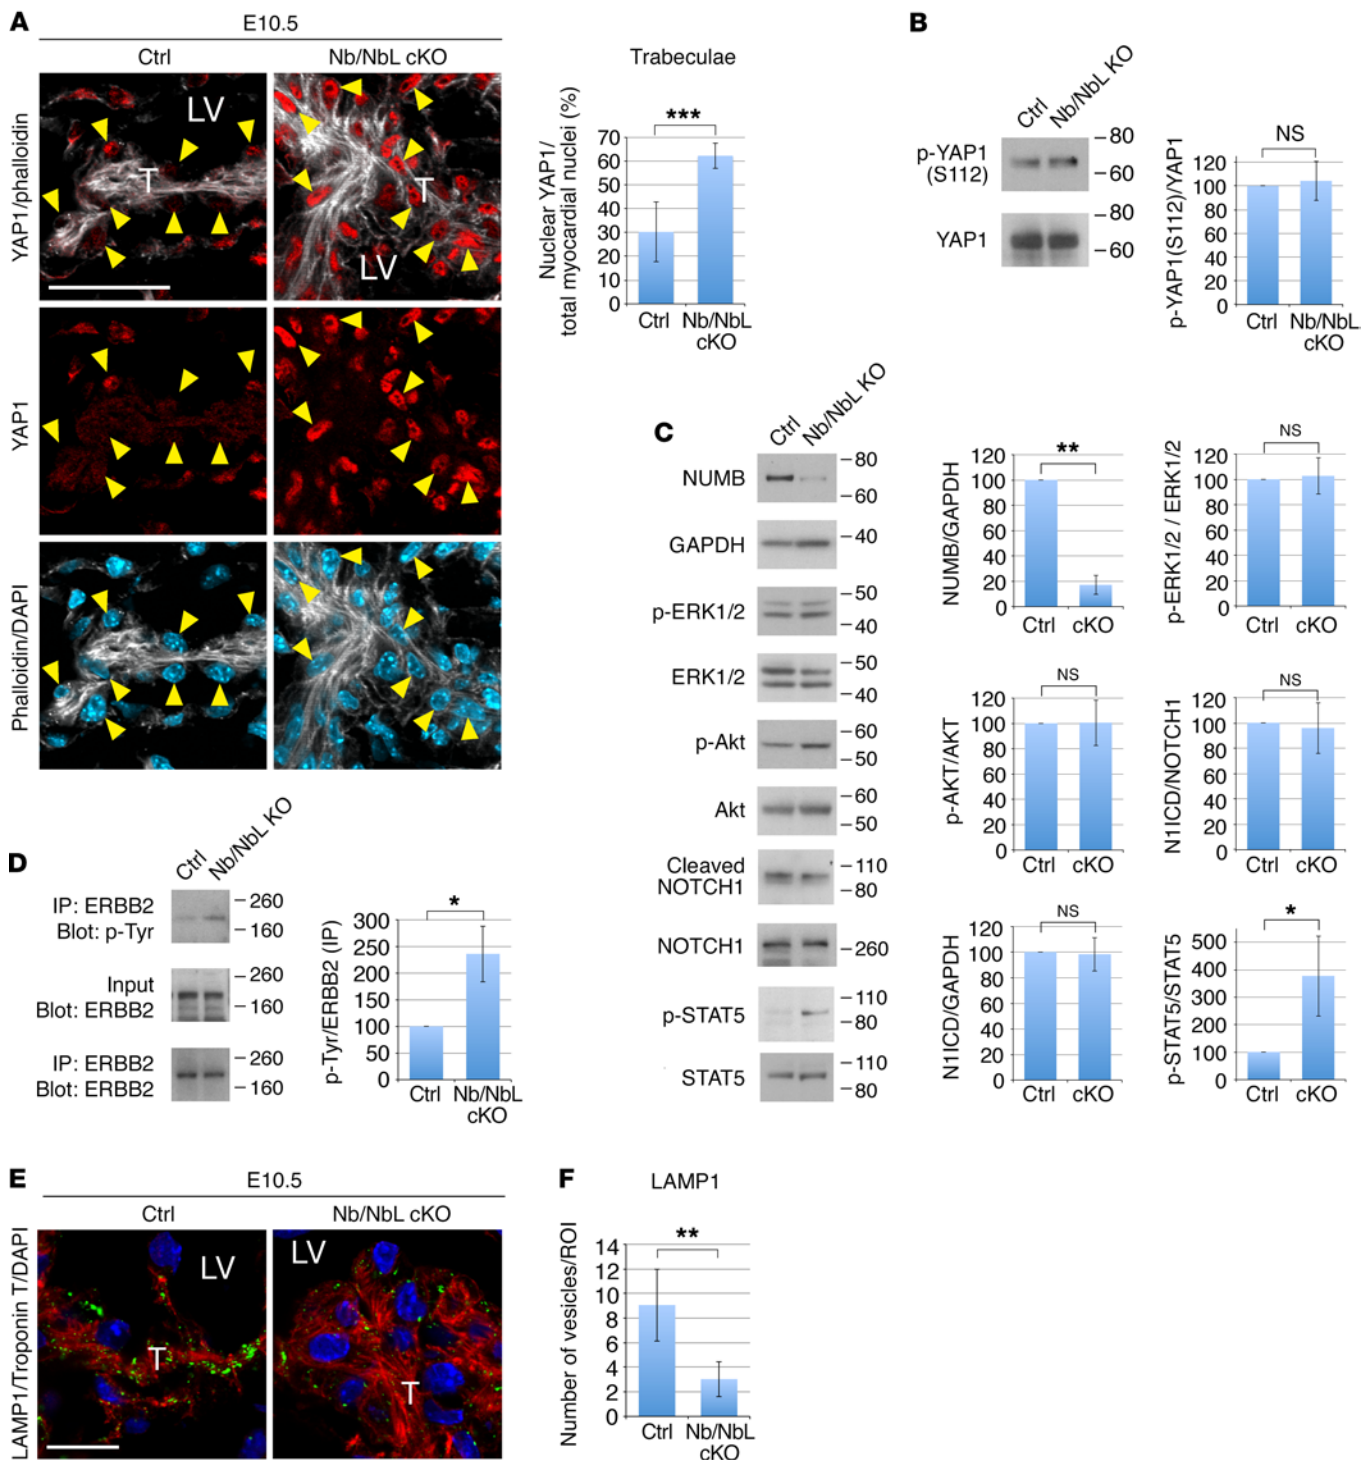 A
E10.5
Ctrl
Nb/NbL cKO
YAP1/phalloidin
LV
T
T
LV
YAP1
Phalloidin/DAPI
Trabeculae
Nuclear YAP1/
total myocardial nuclei (%)
***
70
60
50
40
30
20
10
0
Ctrl
Nb/NbL
cKO
B
Ctrl
Nb/NbL KO
p-YAP1
(S112)
–80
–60
YAP1
–80
–60
p-YAP1(S112)/YAP1
NS
120
100
80
60
40
20
0
Ctrl
Nb/NbL
cKO
C
Ctrl
Nb/NbL KO
NUMB
–80
–60
GAPDH
–40
p-ERK1/2
–50
–40
ERK1/2
–50
–40
p-Akt
–60
–50
Akt
–60
–50
Cleaved
NOTCH1
–110
–80
NOTCH1
–260
p-STAT5
–110
–80
STAT5
–110
–80
NUMB/GAPDH
**
120
100
80
60
40
20
0
Ctrl cKO
p-ERK1/2 / ERK1/2
NS
120
100
80
60
40
20
0
Ctrl cKO
p-AKT/AKT
NS
120
100
80
60
40
20
0
Ctrl cKO
N1ICD/NOTCH1
NS
120
100
80
60
40
20
0
Ctrl cKO
N1ICD/GAPDH
NS
120
100
80
60
40
20
0
Ctrl cKO
p-STAT5/STAT5
*
500
400
300
200
100
0
Ctrl cKO
D
Ctrl
Nb/NbL KO
IP: ERBB2
Blot: p-Tyr
–260
–160
Input
Blot: ERBB2
–260
–160
IP: ERBB2
Blot: ERBB2
–260
–160
p-Tyr/ERBB2 (IP)
*
300
250
200
150
100
50
0
Ctrl
Nb/NbL
cKO
E
E10.5
Ctrl
Nb/NbL cKO
LAMP1/Troponin T/DAPI
LV
T
LV
T
F
LAMP1
Number of vesicles/ROI
**
14
12
10
8
6
4
2
0
Ctrl
Nb/NbL
cKO